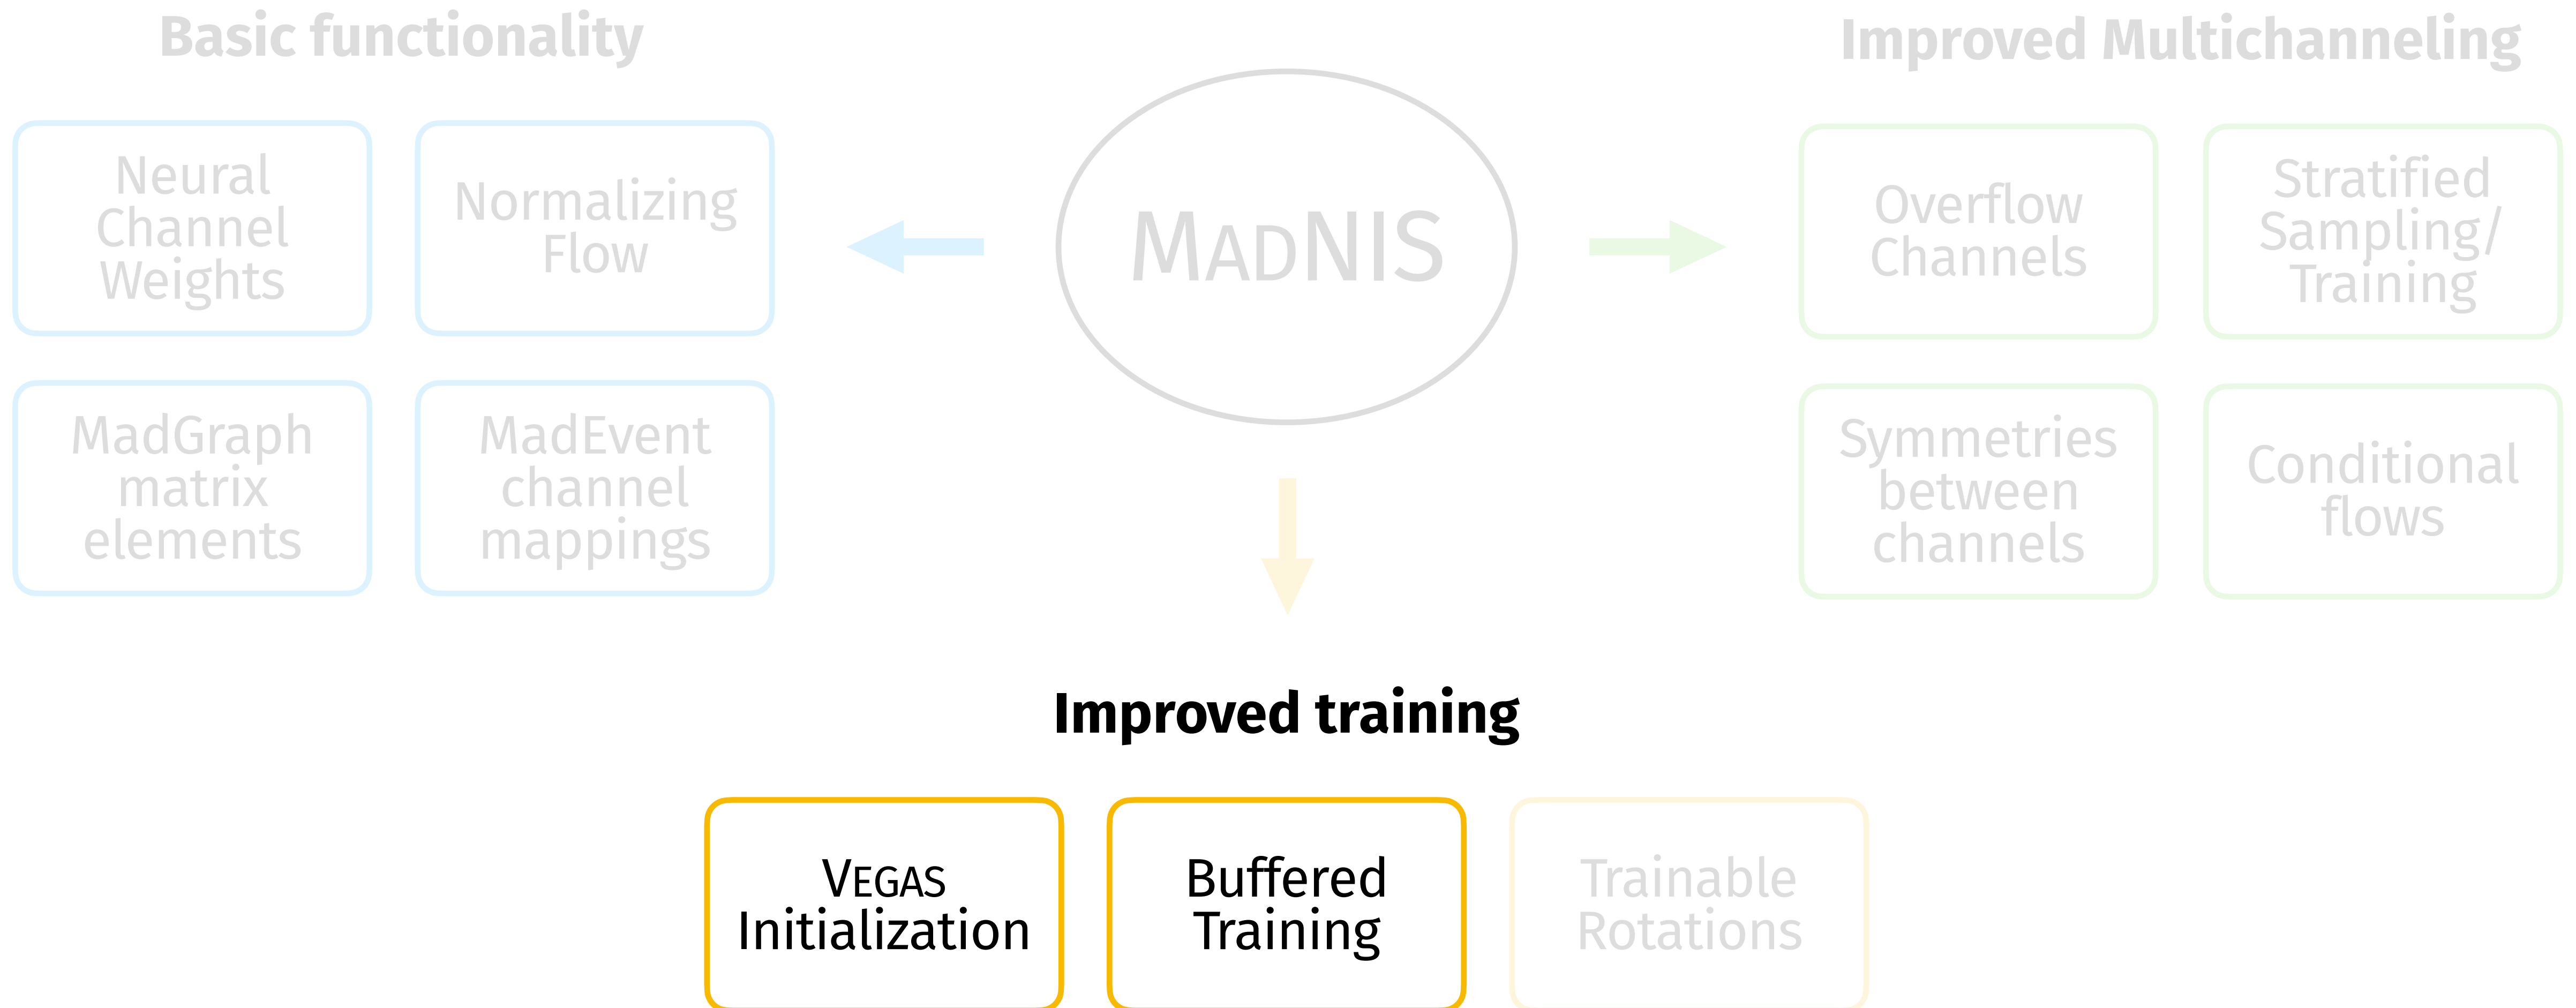 Basic functionality
Neural
Channel
Weights
Normalizing
Flow
MadGraph
matrix
elements
MadEvent
channel
mappings
MADNIS
Improved Multichanneling
Overflow
Channels
Stratified
Sampling/
Training
Symmetries
between
channels
Conditional
flows
Improved training
VEGAS
Initialization
Buffered
Training
Trainable
Rotations